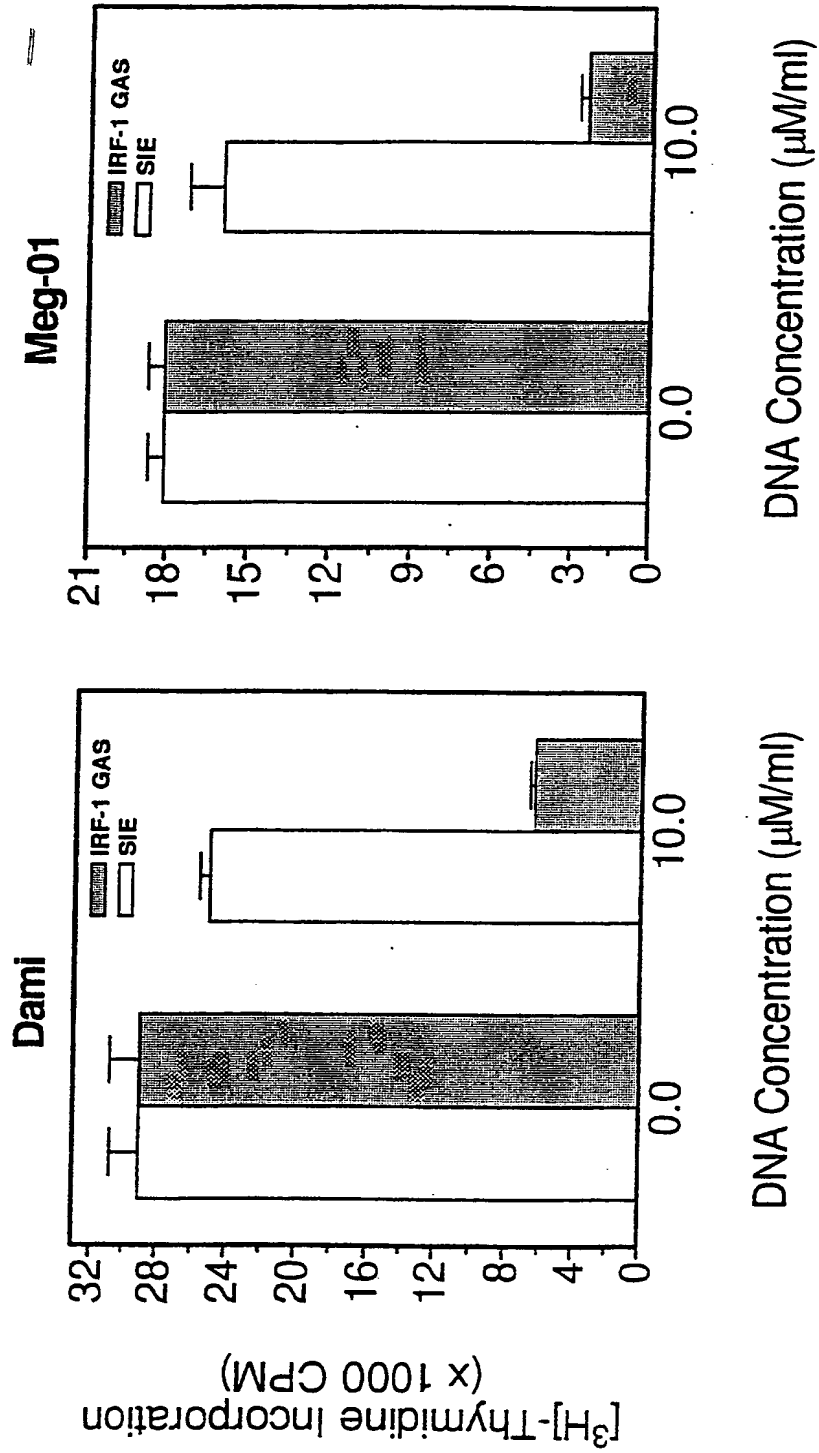 Dami
IRF-1 GAS
SIE
[³H]-Thymidine Incorporation
(x 1000 CPM)
32
28
24
20
16
12
8
4
0
0.0
10.0
DNA Concentration (μM/ml)
Meg-01
IRF-1 GAS
SIE
21
18
15
12
9
6
3
0
0.0
10.0
DNA Concentration (μM/ml)